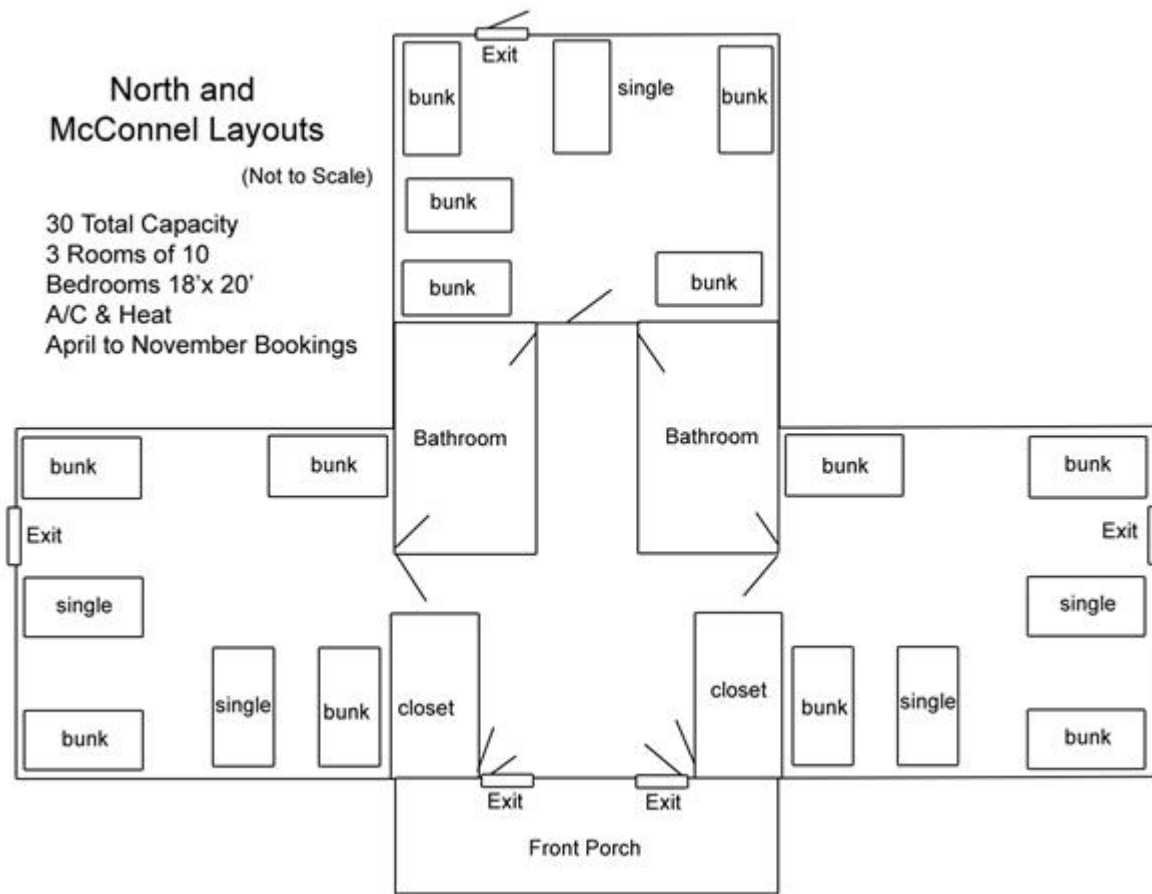 North and
McConnel Layouts
(Not to Scale)
30 Total Capacity
3 Rooms of 10
Bedrooms 18'x 20'
A/C & Heat
April to November Bookings
Exit
bunk
single
bunk
bunk
bunk
bunk
Bathroom
Bathroom
bunk
bunk
bunk
bunk
Exit
Exit
single
single
single
bunk
closet
closet
bunk
single
bunk
bunk
Exit
Exit
Front Porch